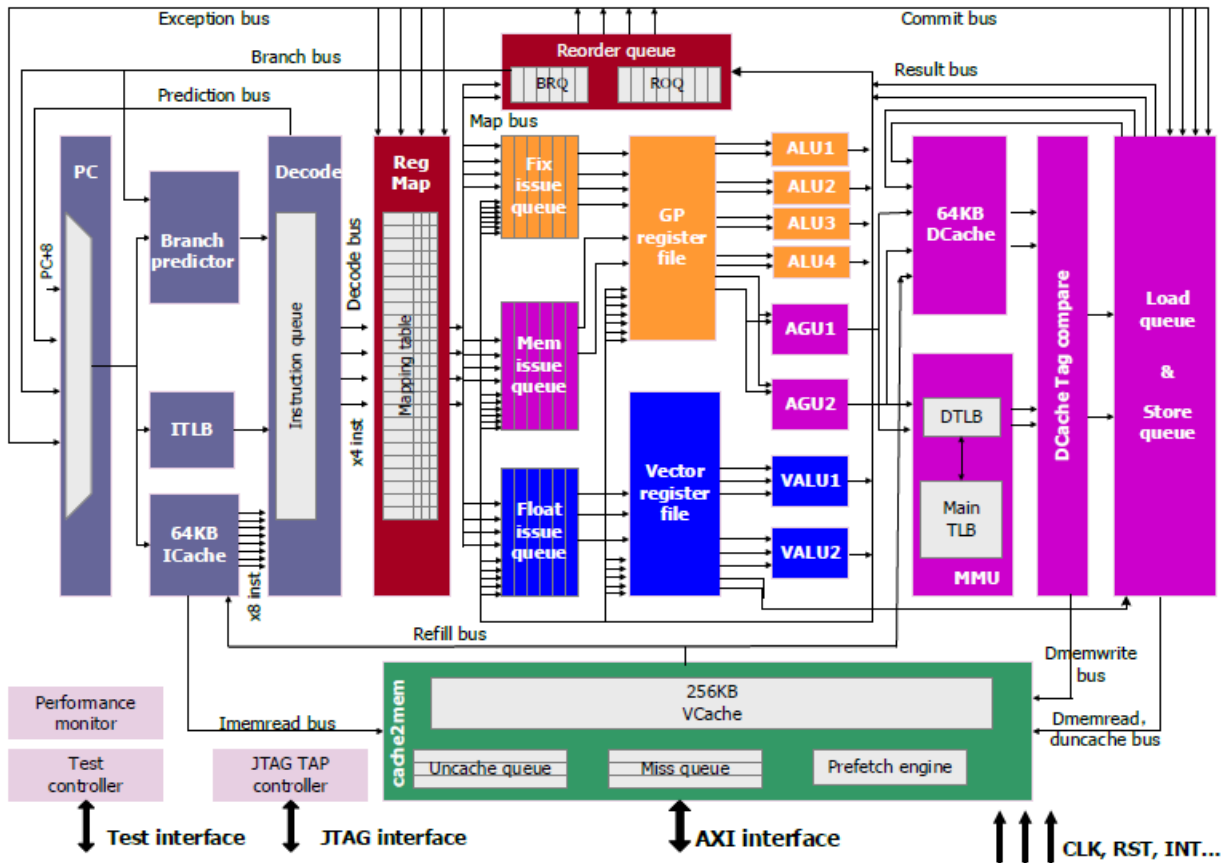 Exception bus
Commit bus
Reorder queue
BRQ
ROQ
Branch bus
Result bus
Prediction bus
Map bus
PC
PC+8
Branch
predictor
ITLB
64KB
ICache
x8 inst
Decode
Instruction queue
Decode bus
x4 inst
Reg
Map
Mapping table
Fix
issue
queue
Mem
issue
queue
Float
issue
queue
GP
register
file
Vector
register
file
ALU1
ALU2
ALU3
ALU4
AGU1
AGU2
VALU1
VALU2
64KB
DCache
DTLB
Main
TLB
MMU
DCache Tag compare
Load
queue
&
Store
queue
Refill bus
Dmemwrite
bus
Imemread bus
Dmemread，
duncache bus
cache2mem
256KB
VCache
Uncache queue
Miss queue
Prefetch engine
Performance
monitor
Test
controller
JTAG TAP
controller
Test interface
JTAG interface
AXI interface
CLK, RST, INT...